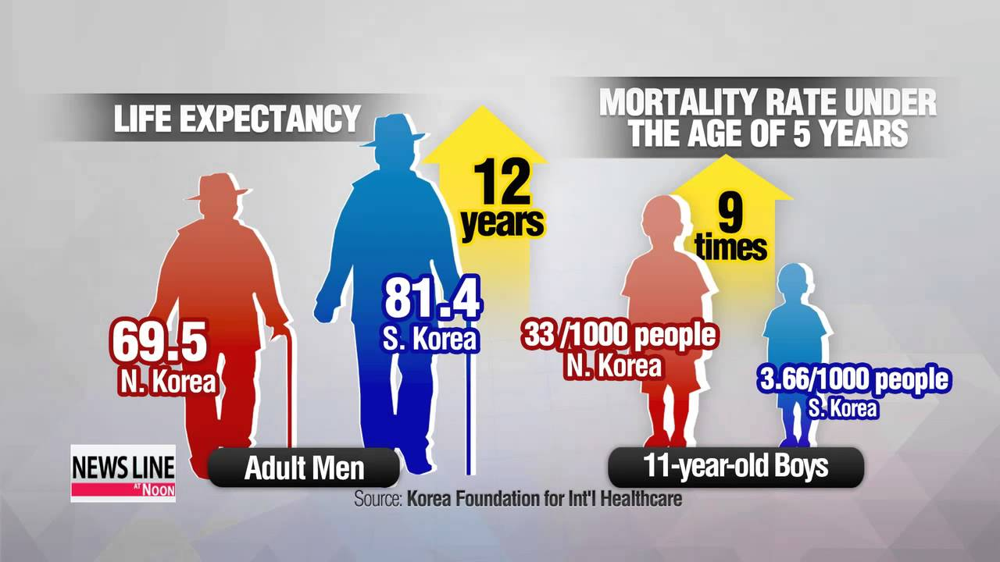 LIFE EXPECTANCY
12
years
81.4
S. Korea
69.5
N. Korea
Adult Men
MORTALITY RATE UNDER
THE AGE OF 5 YEARS
9
times
33 /1000 people
N. Korea
3.66/1000 people
S. Korea
11-year-old Boys
NEWS LINE
AT NOON
Source: Korea Foundation for Int'l Healthcare